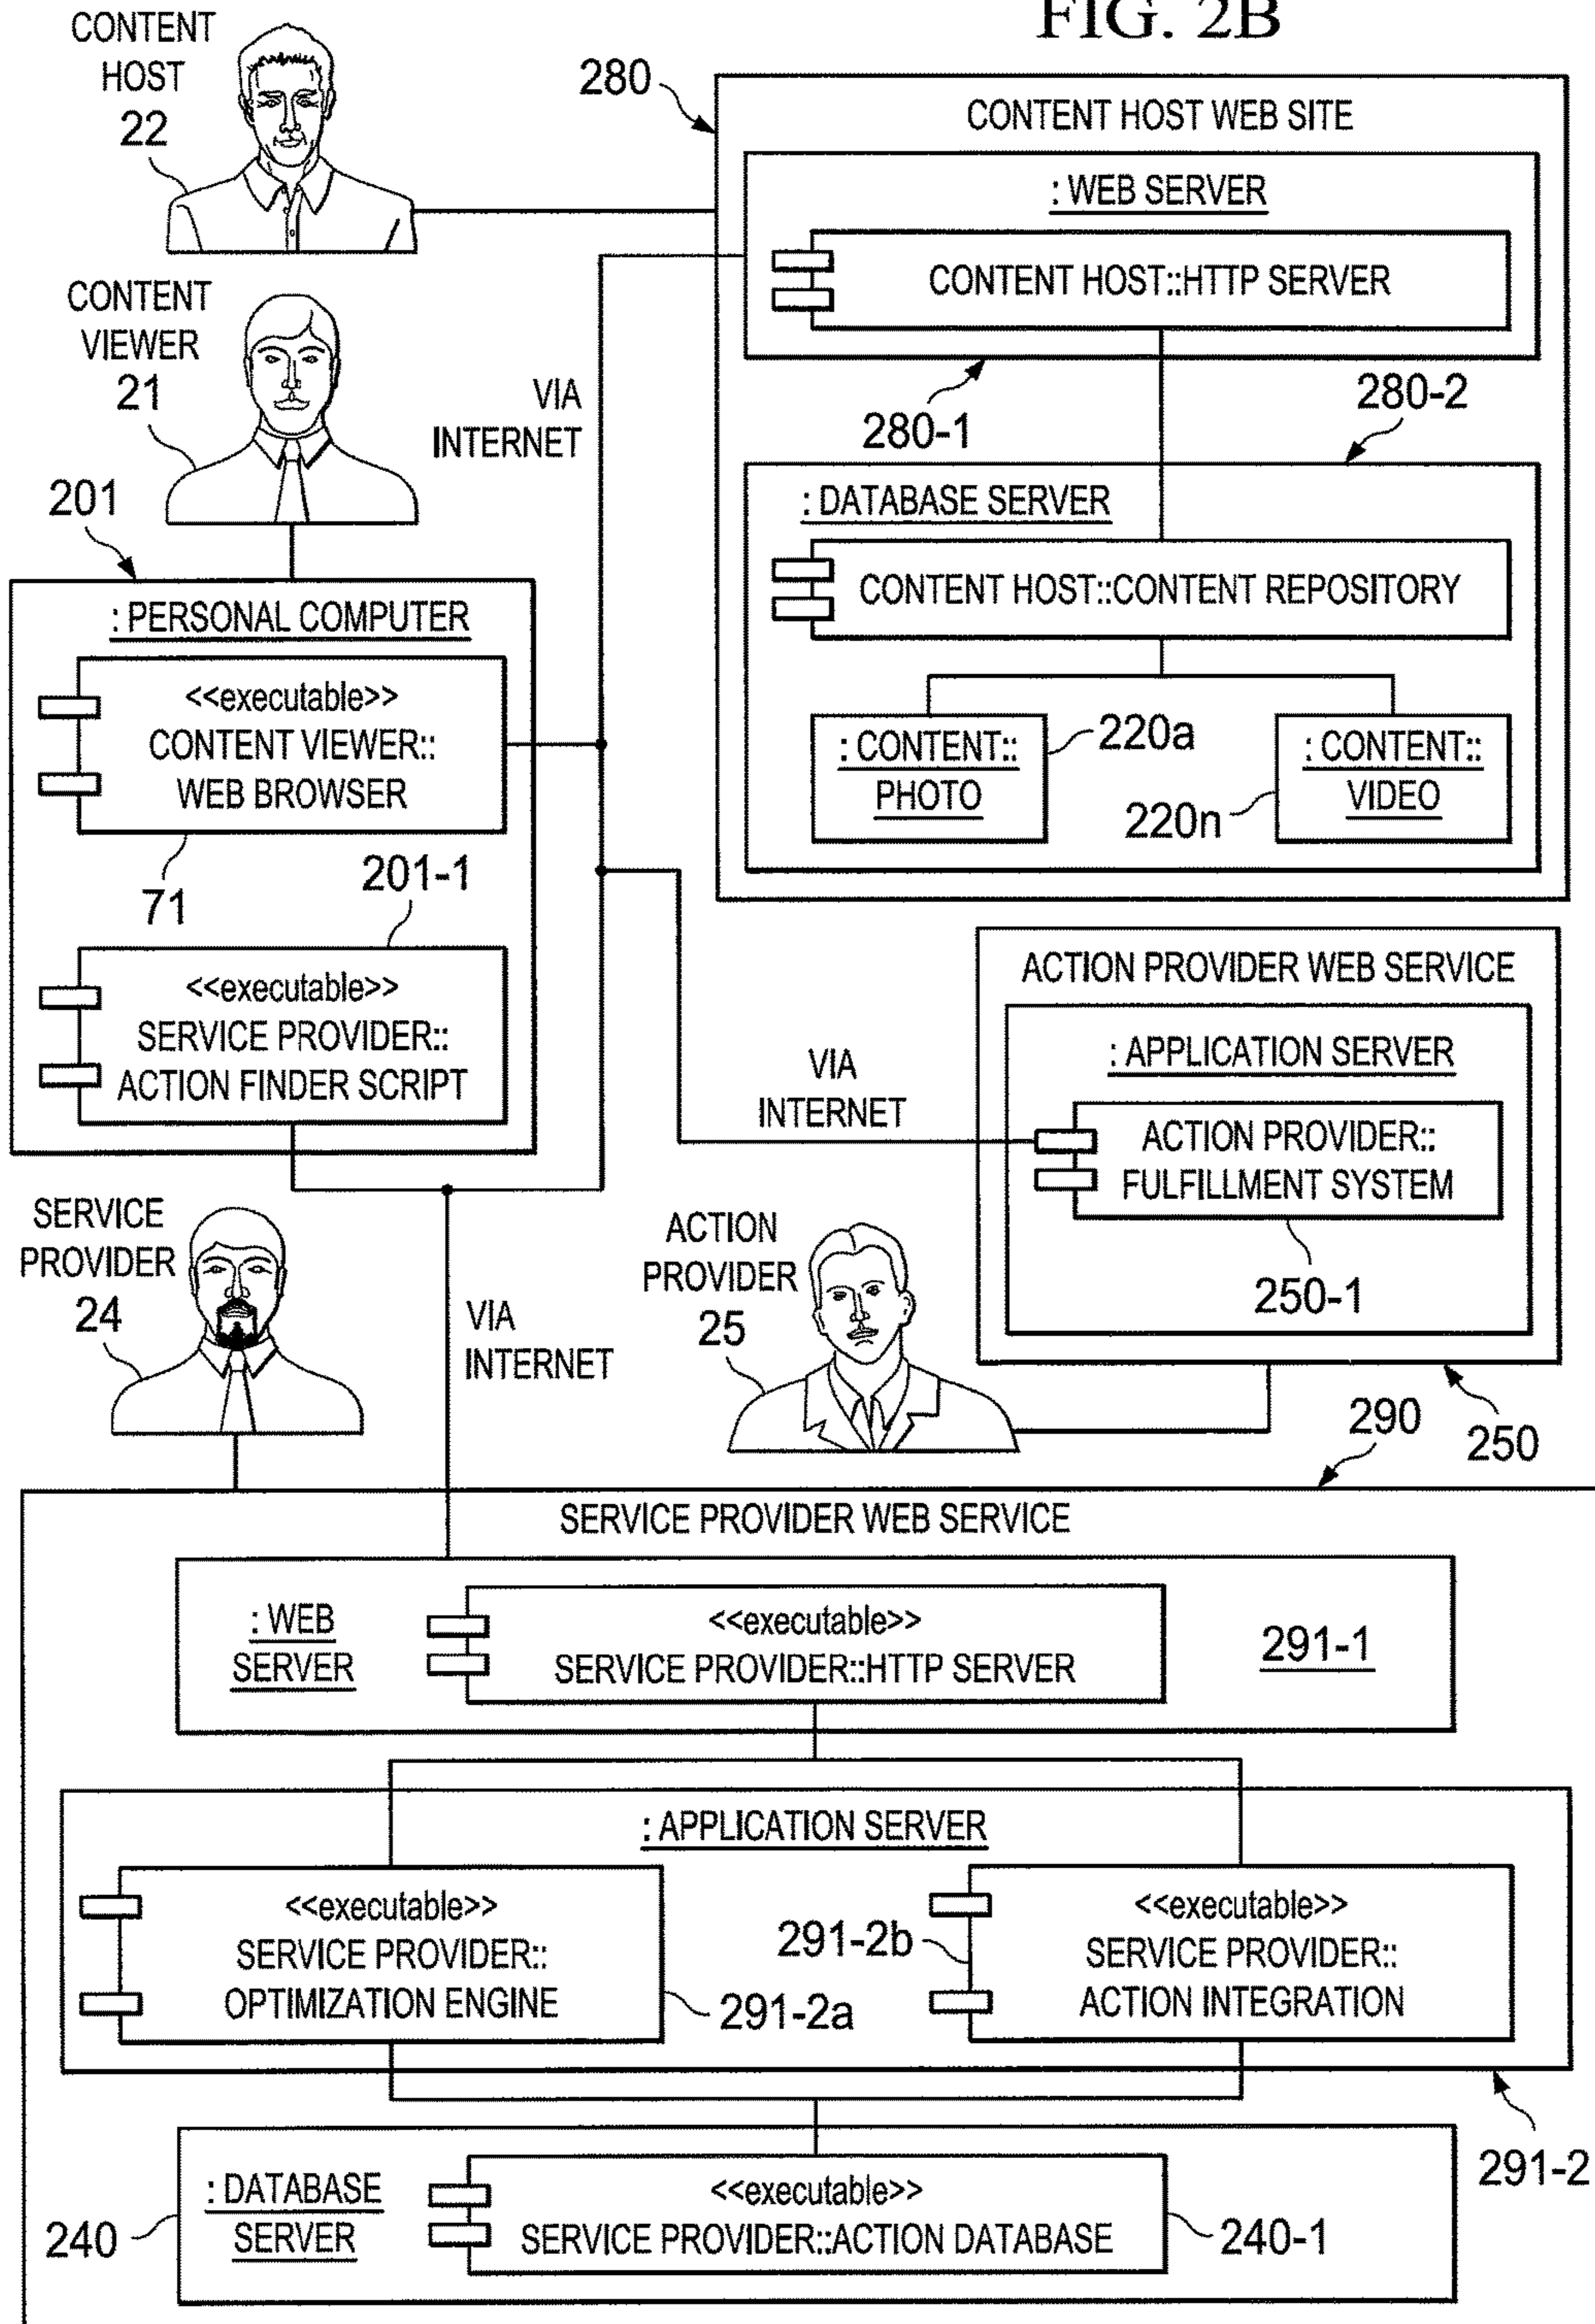 FIG. 2B
CONTENT
HOST
22
280
CONTENT HOST WEB SITE
: WEB SERVER
CONTENT HOST::HTTP SERVER
280-1
280-2
: DATABASE SERVER
CONTENT HOST::CONTENT REPOSITORY
: CONTENT::
PHOTO
220a
220n
: CONTENT::
VIDEO
CONTENT
VIEWER
21
VIA
INTERNET
201
: PERSONAL COMPUTER
<<executable>>
CONTENT VIEWER::
WEB BROWSER
71
201-1
<<executable>>
SERVICE PROVIDER::
ACTION FINDER SCRIPT
ACTION PROVIDER WEB SERVICE
: APPLICATION SERVER
ACTION PROVIDER::
FULFILLMENT SYSTEM
250-1
250
VIA
INTERNET
SERVICE
PROVIDER
24
VIA
INTERNET
ACTION
PROVIDER
25
290
SERVICE PROVIDER WEB SERVICE
: WEB
SERVER
<<executable>>
SERVICE PROVIDER::HTTP SERVER
291-1
: APPLICATION SERVER
<<executable>>
SERVICE PROVIDER::
OPTIMIZATION ENGINE
291-2a
291-2b
<<executable>>
SERVICE PROVIDER::
ACTION INTEGRATION
291-2
240
: DATABASE
SERVER
<<executable>>
SERVICE PROVIDER::ACTION DATABASE
240-1